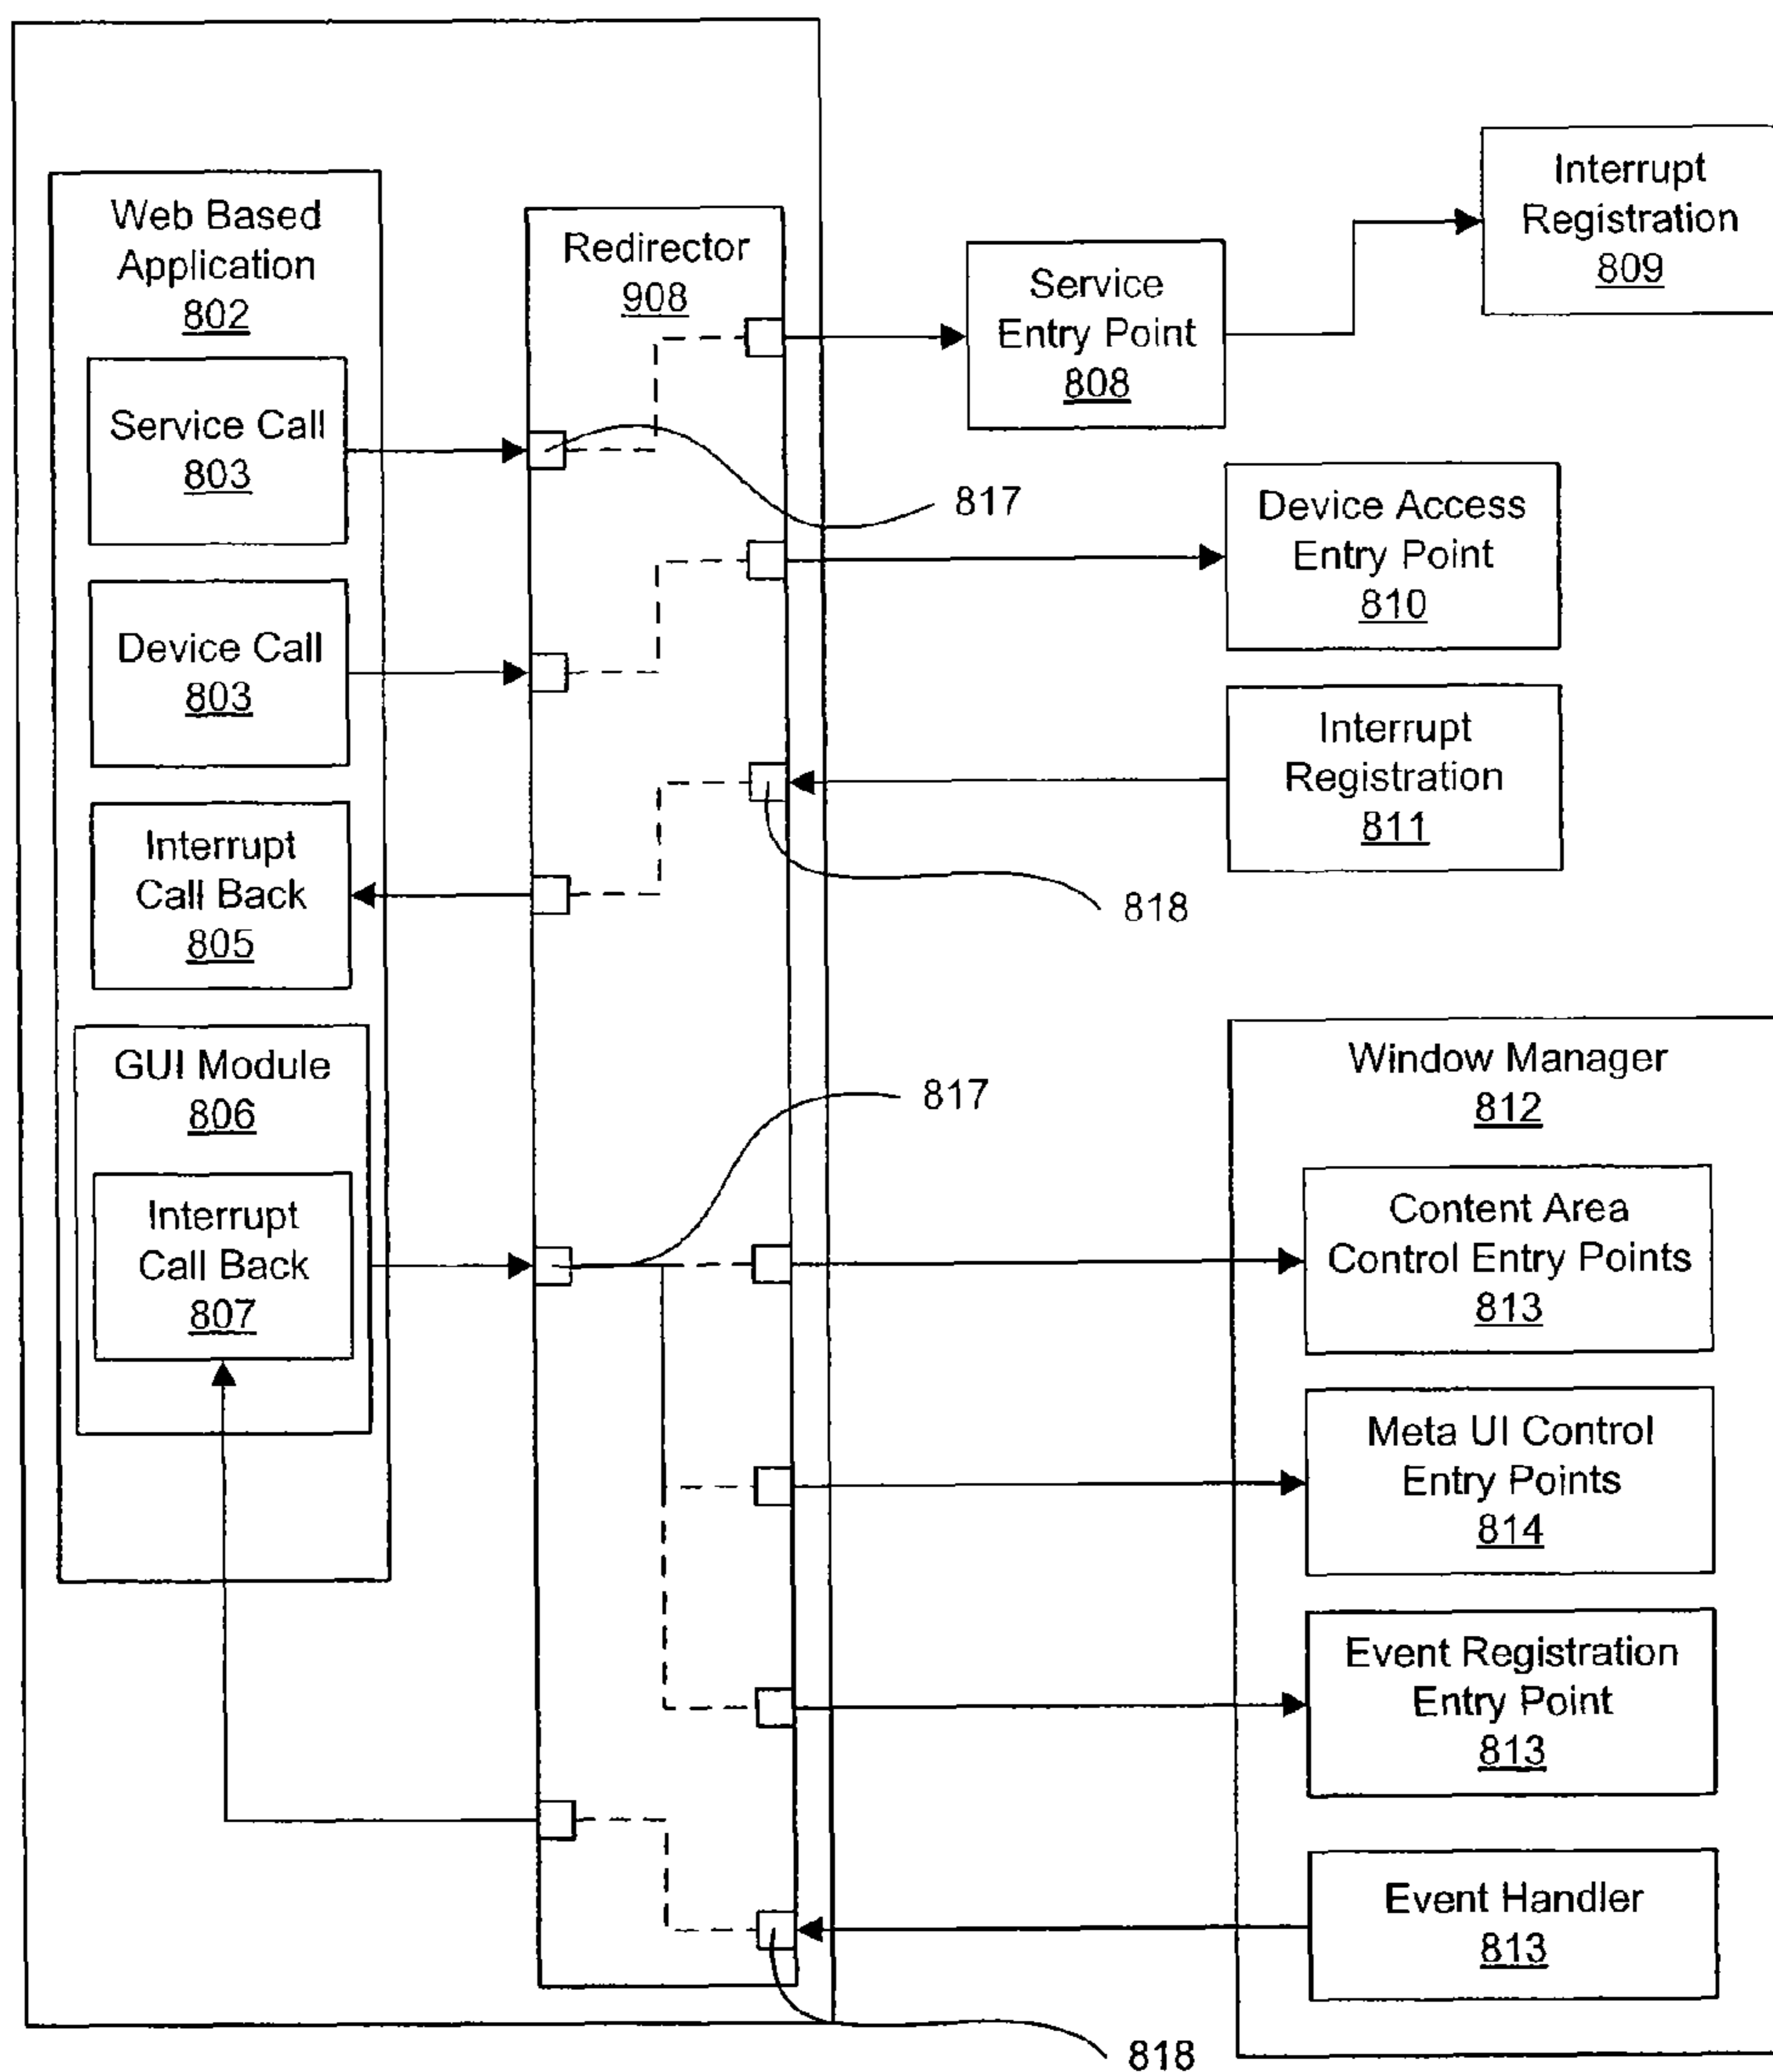 Web Based
Application
802
Service Call
803
Device Call
803
Interrupt
Call Back
805
GUI Module
806
Interrupt
Call Back
807
Redirector
908
817
818
817
818
Service
Entry Point
808
Interrupt
Registration
809
Device Access
Entry Point
810
Interrupt
Registration
811
Window Manager
812
Content Area
Control Entry Points
813
Meta UI Control
Entry Points
814
Event Registration
Entry Point
813
Event Handler
813